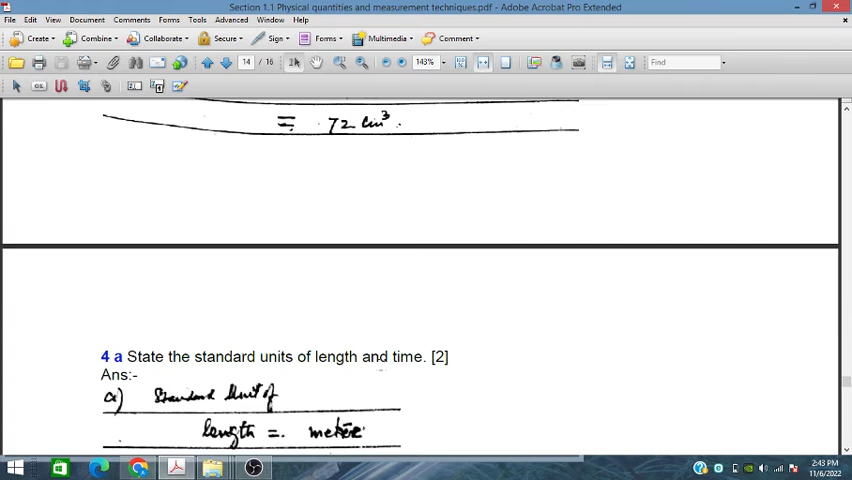 Section 1.1 Physical quantities and measurement techniques.pdf - Adobe Acrobat Pro Extended
File Edit View Document Comments Forms Tools Advanced Window Help
Create Combine Collaborate Secure Sign Forms Multimedia Comment
14 / 16 143% Find
= 72 cm³.
4 a State the standard units of length and time. [2]
Ans:-
a) Standard Unit of
length = metre
2:43 PM
11/6/2022